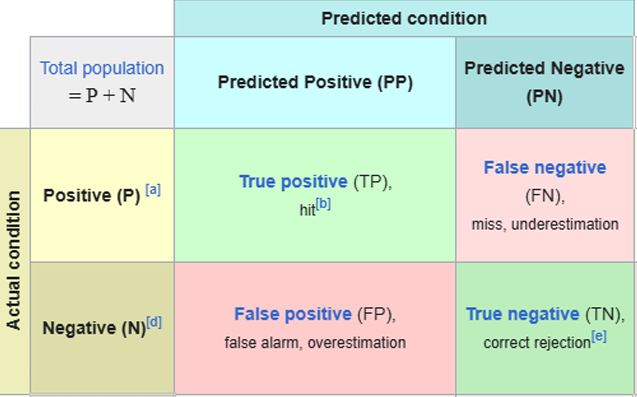 Predicted condition
Total population
= P + N
Predicted Positive (PP)
Predicted Negative
(PN)
Actual condition
Positive (P) [a]
True positive (TP),
hit[b]
False negative
(FN),
miss, underestimation
Negative (N)[d]
False positive (FP),
false alarm, overestimation
True negative (TN),
correct rejection[e]